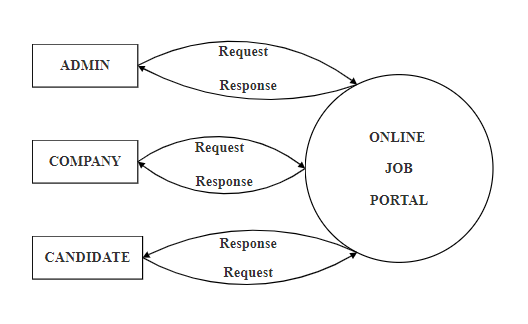 ADMIN
Request
Response
COMPANY
Request
Response
ONLINE
JOB
PORTAL
CANDIDATE
Response
Request